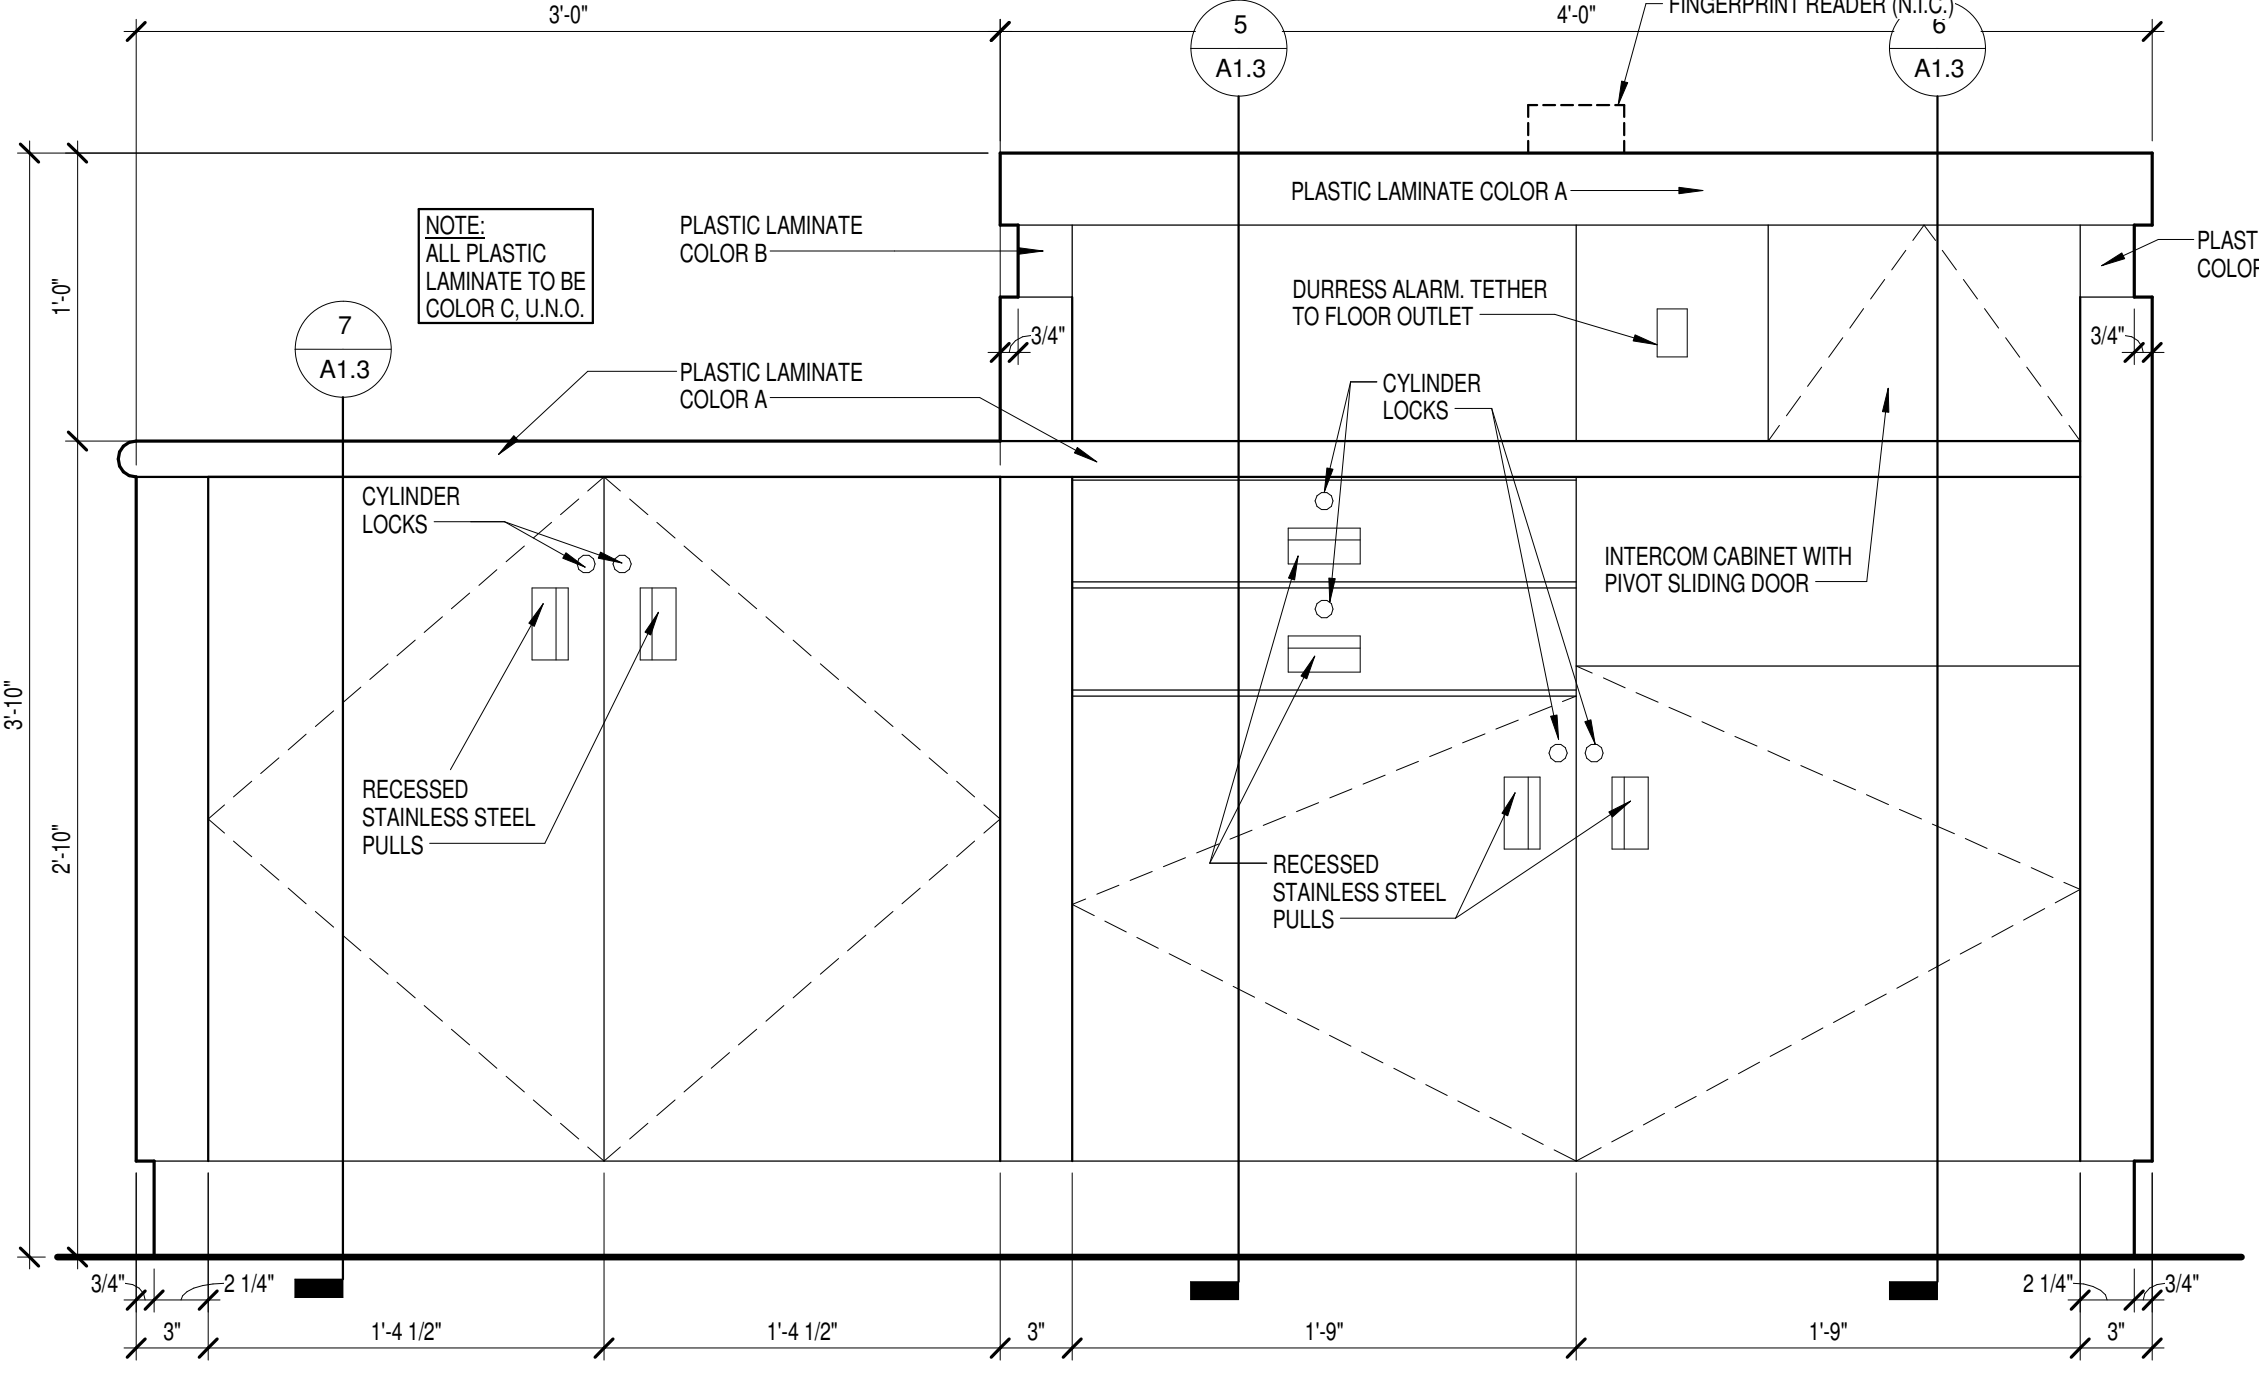 3'-0"
4'-0"
FINGERPRINT READER (N.I.C.)
5
A1.3
6
A1.3
PLASTIC LAMINATE COLOR A
NOTE:
ALL PLASTIC
LAMINATE TO BE
COLOR C, U.N.O.
PLASTIC LAMINATE
COLOR B
PLAST
COLOR
1'-0"
DURRESS ALARM. TETHER
TO FLOOR OUTLET
7
A1.3
3/4"
3/4"
PLASTIC LAMINATE
COLOR A
CYLINDER
LOCKS
CYLINDER
LOCKS
INTERCOM CABINET WITH
PIVOT SLIDING DOOR
3'-10"
2'-10"
RECESSED
STAINLESS STEEL
PULLS
RECESSED
STAINLESS STEEL
PULLS
3/4"
2 1/4"
2 1/4"
3/4"
3"
1'-4 1/2"
1'-4 1/2"
3"
1'-9"
1'-9"
3"